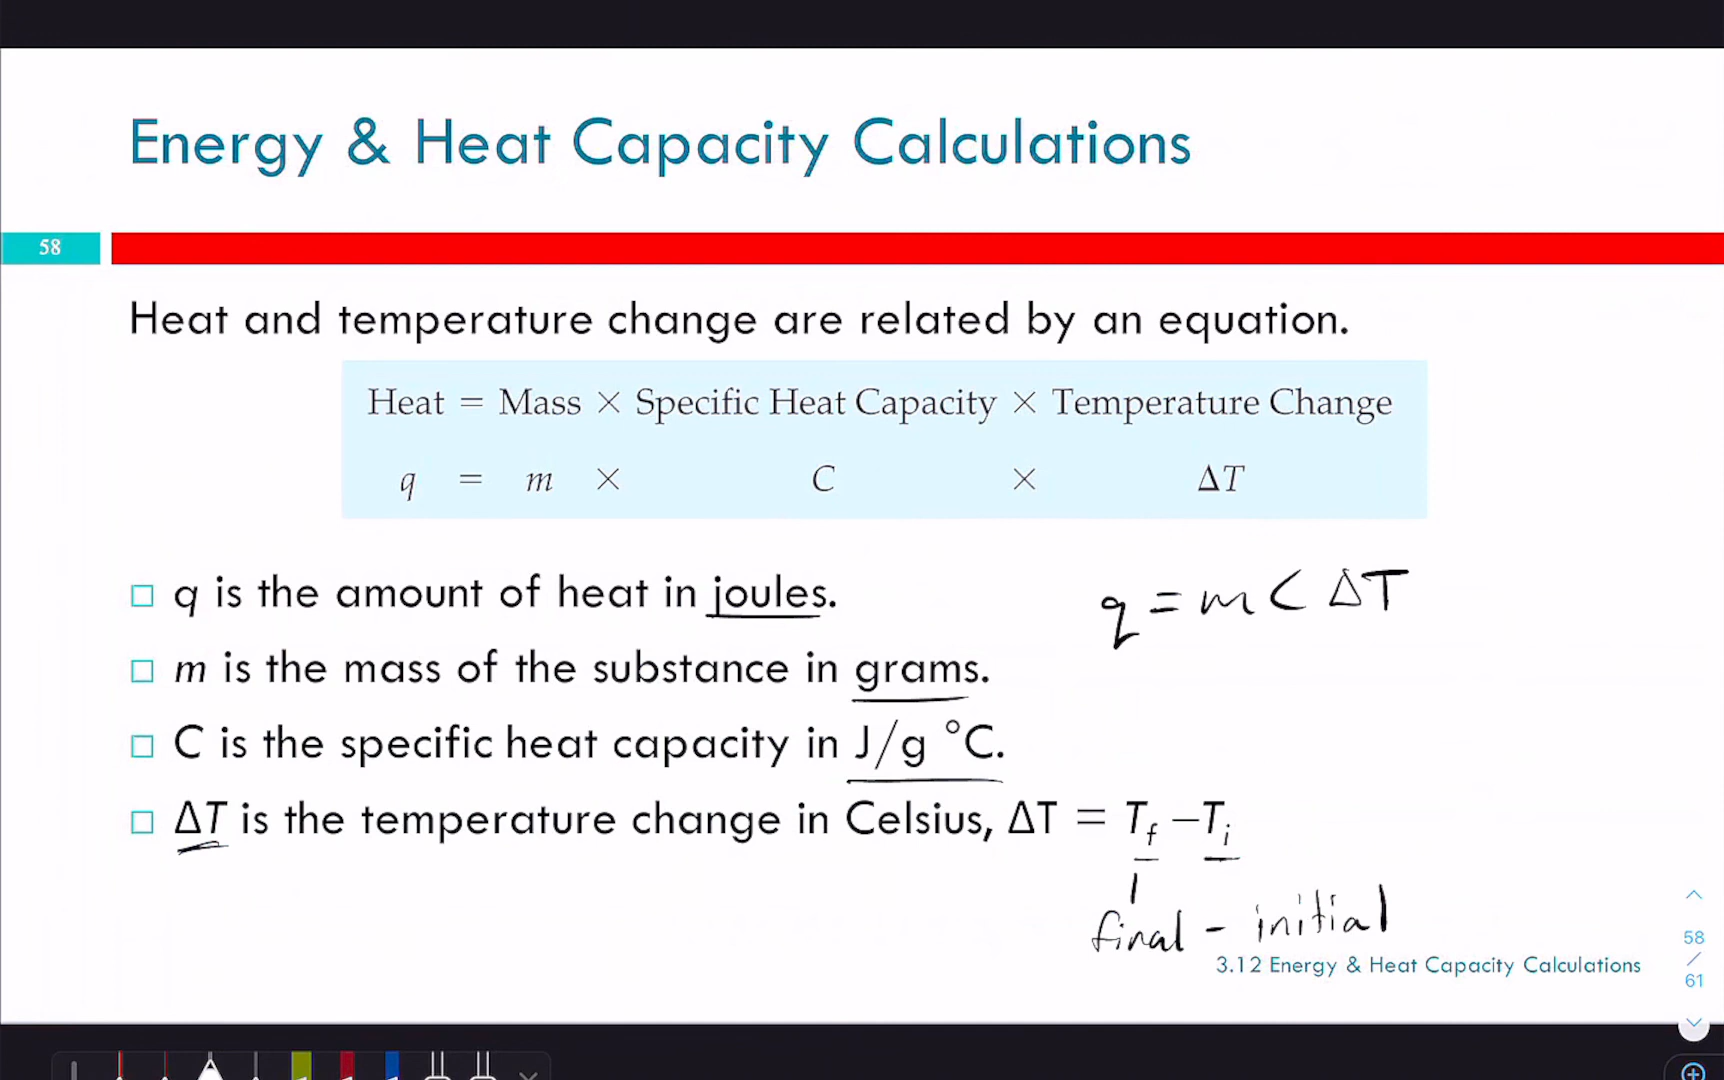 Energy & Heat Capacity Calculations
58
Heat and temperature change are related by an equation.
Heat = Mass × Specific Heat Capacity × Temperature Change
q = m × C × ΔT
q is the amount of heat in joules.
q = m C ΔT
m is the mass of the substance in grams.
C is the specific heat capacity in J/g °C.
ΔT is the temperature change in Celsius, ΔT = Tf –Ti
final - initial
3.12 Energy & Heat Capacity Calculations
58
/
61